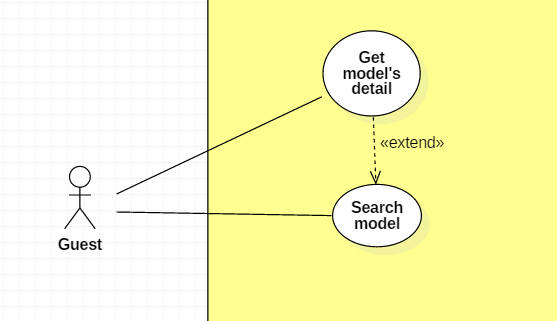 Get
model's
detail
«extend»
Search
model
Guest